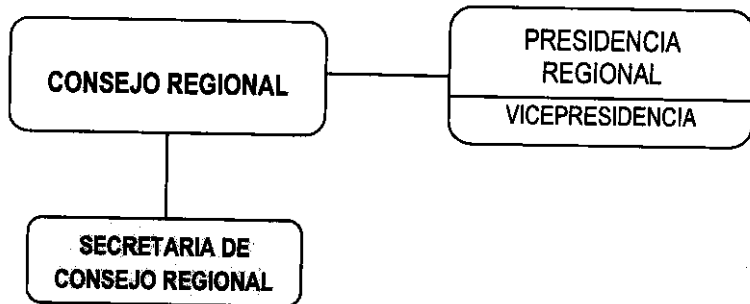 CONSEJO REGIONAL
PRESIDENCIA
REGIONAL
VICEPRESIDENCIA
SECRETARIA DE
CONSEJO REGIONAL